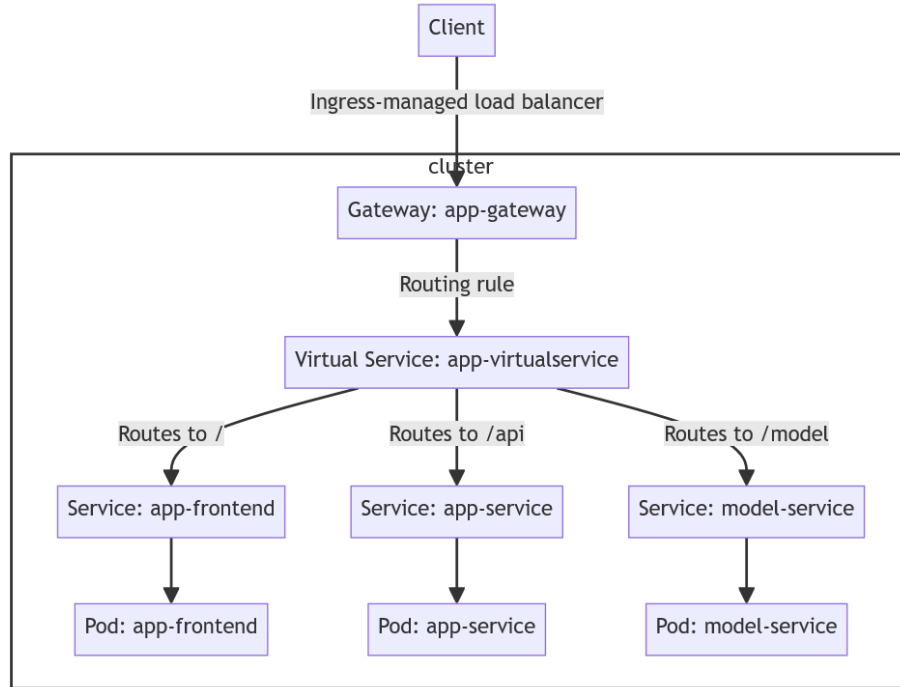 Client
Ingress-managed load balancer
cluster
Gateway: app-gateway
Routing rule
Virtual Service: app-virtualservice
Routes to /
Routes to /api
Routes to /model
Service: app-frontend
Service: app-service
Service: model-service
Pod: app-frontend
Pod: app-service
Pod: model-service